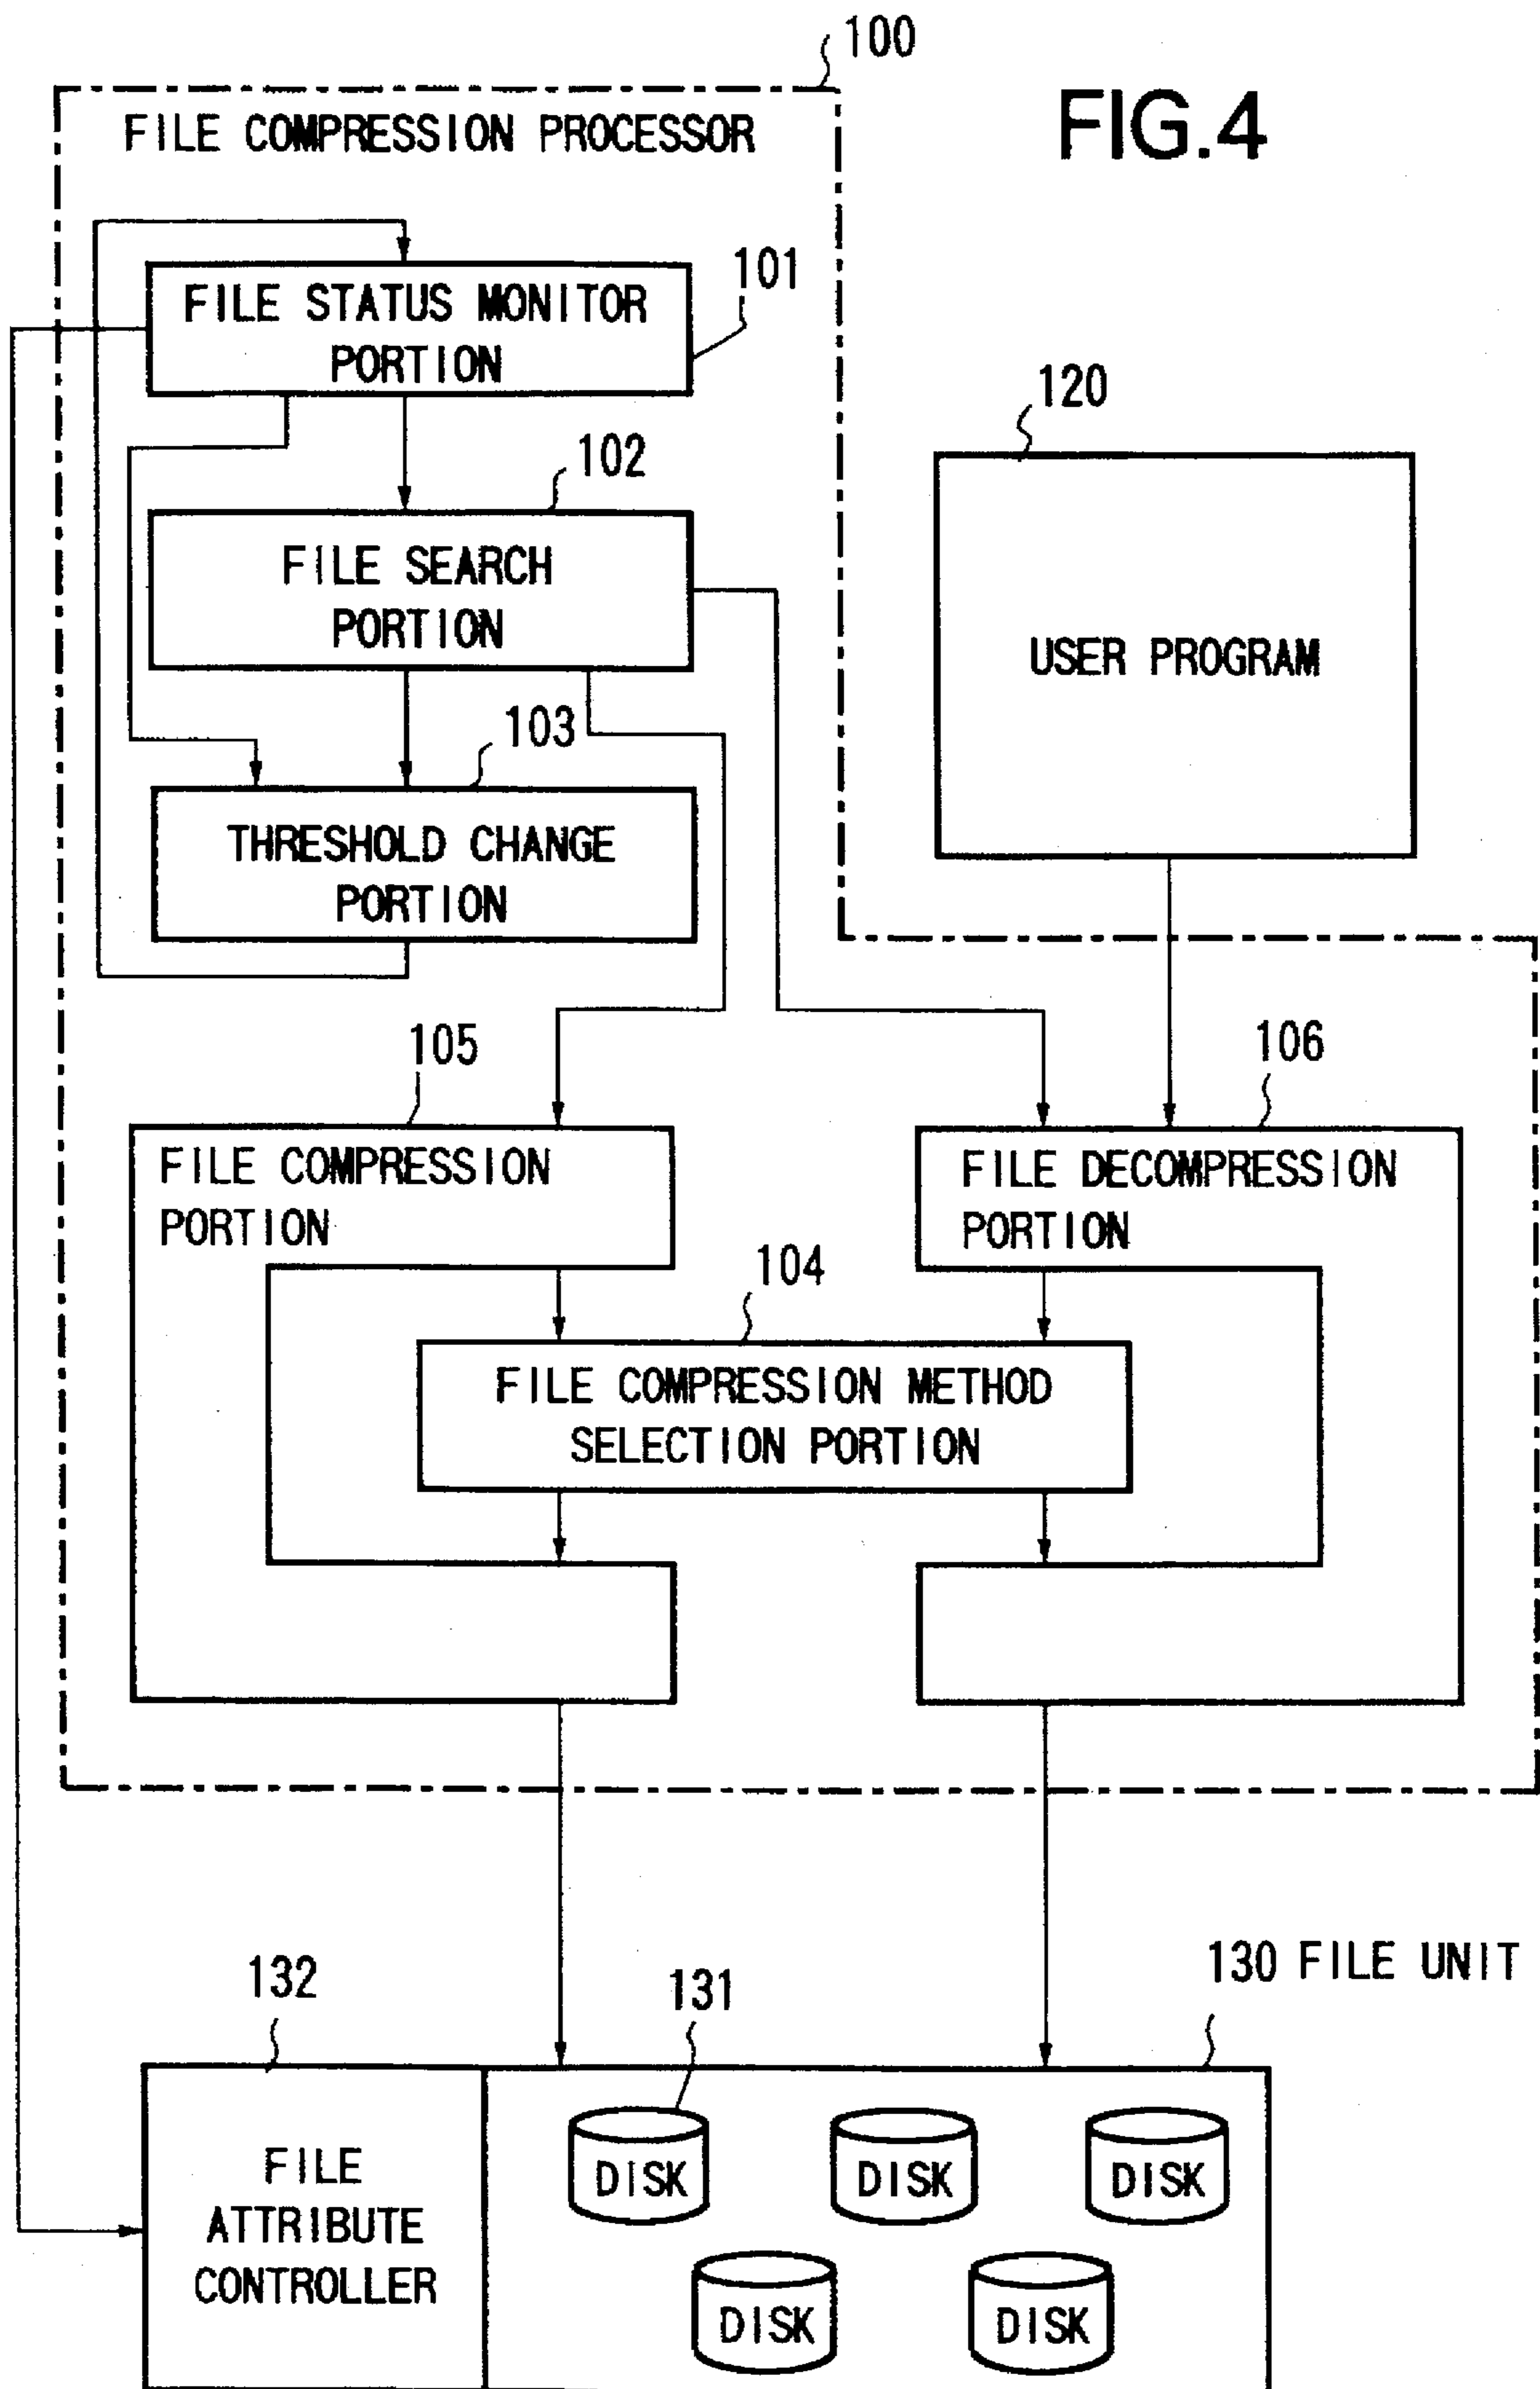 100
FILE COMPRESSION PROCESSOR
FIG.4
101
FILE STATUS MONITOR
PORTION
120
102
FILE SEARCH
PORTION
USER PROGRAM
103
THRESHOLD CHANGE
PORTION
105
106
FILE COMPRESSION
PORTION
FILE DECOMPRESSION
PORTION
104
FILE COMPRESSION METHOD
SELECTION PORTION
132
131
130 FILE UNIT
FILE
ATTRIBUTE
CONTROLLER
DISK
DISK
DISK
DISK
DISK